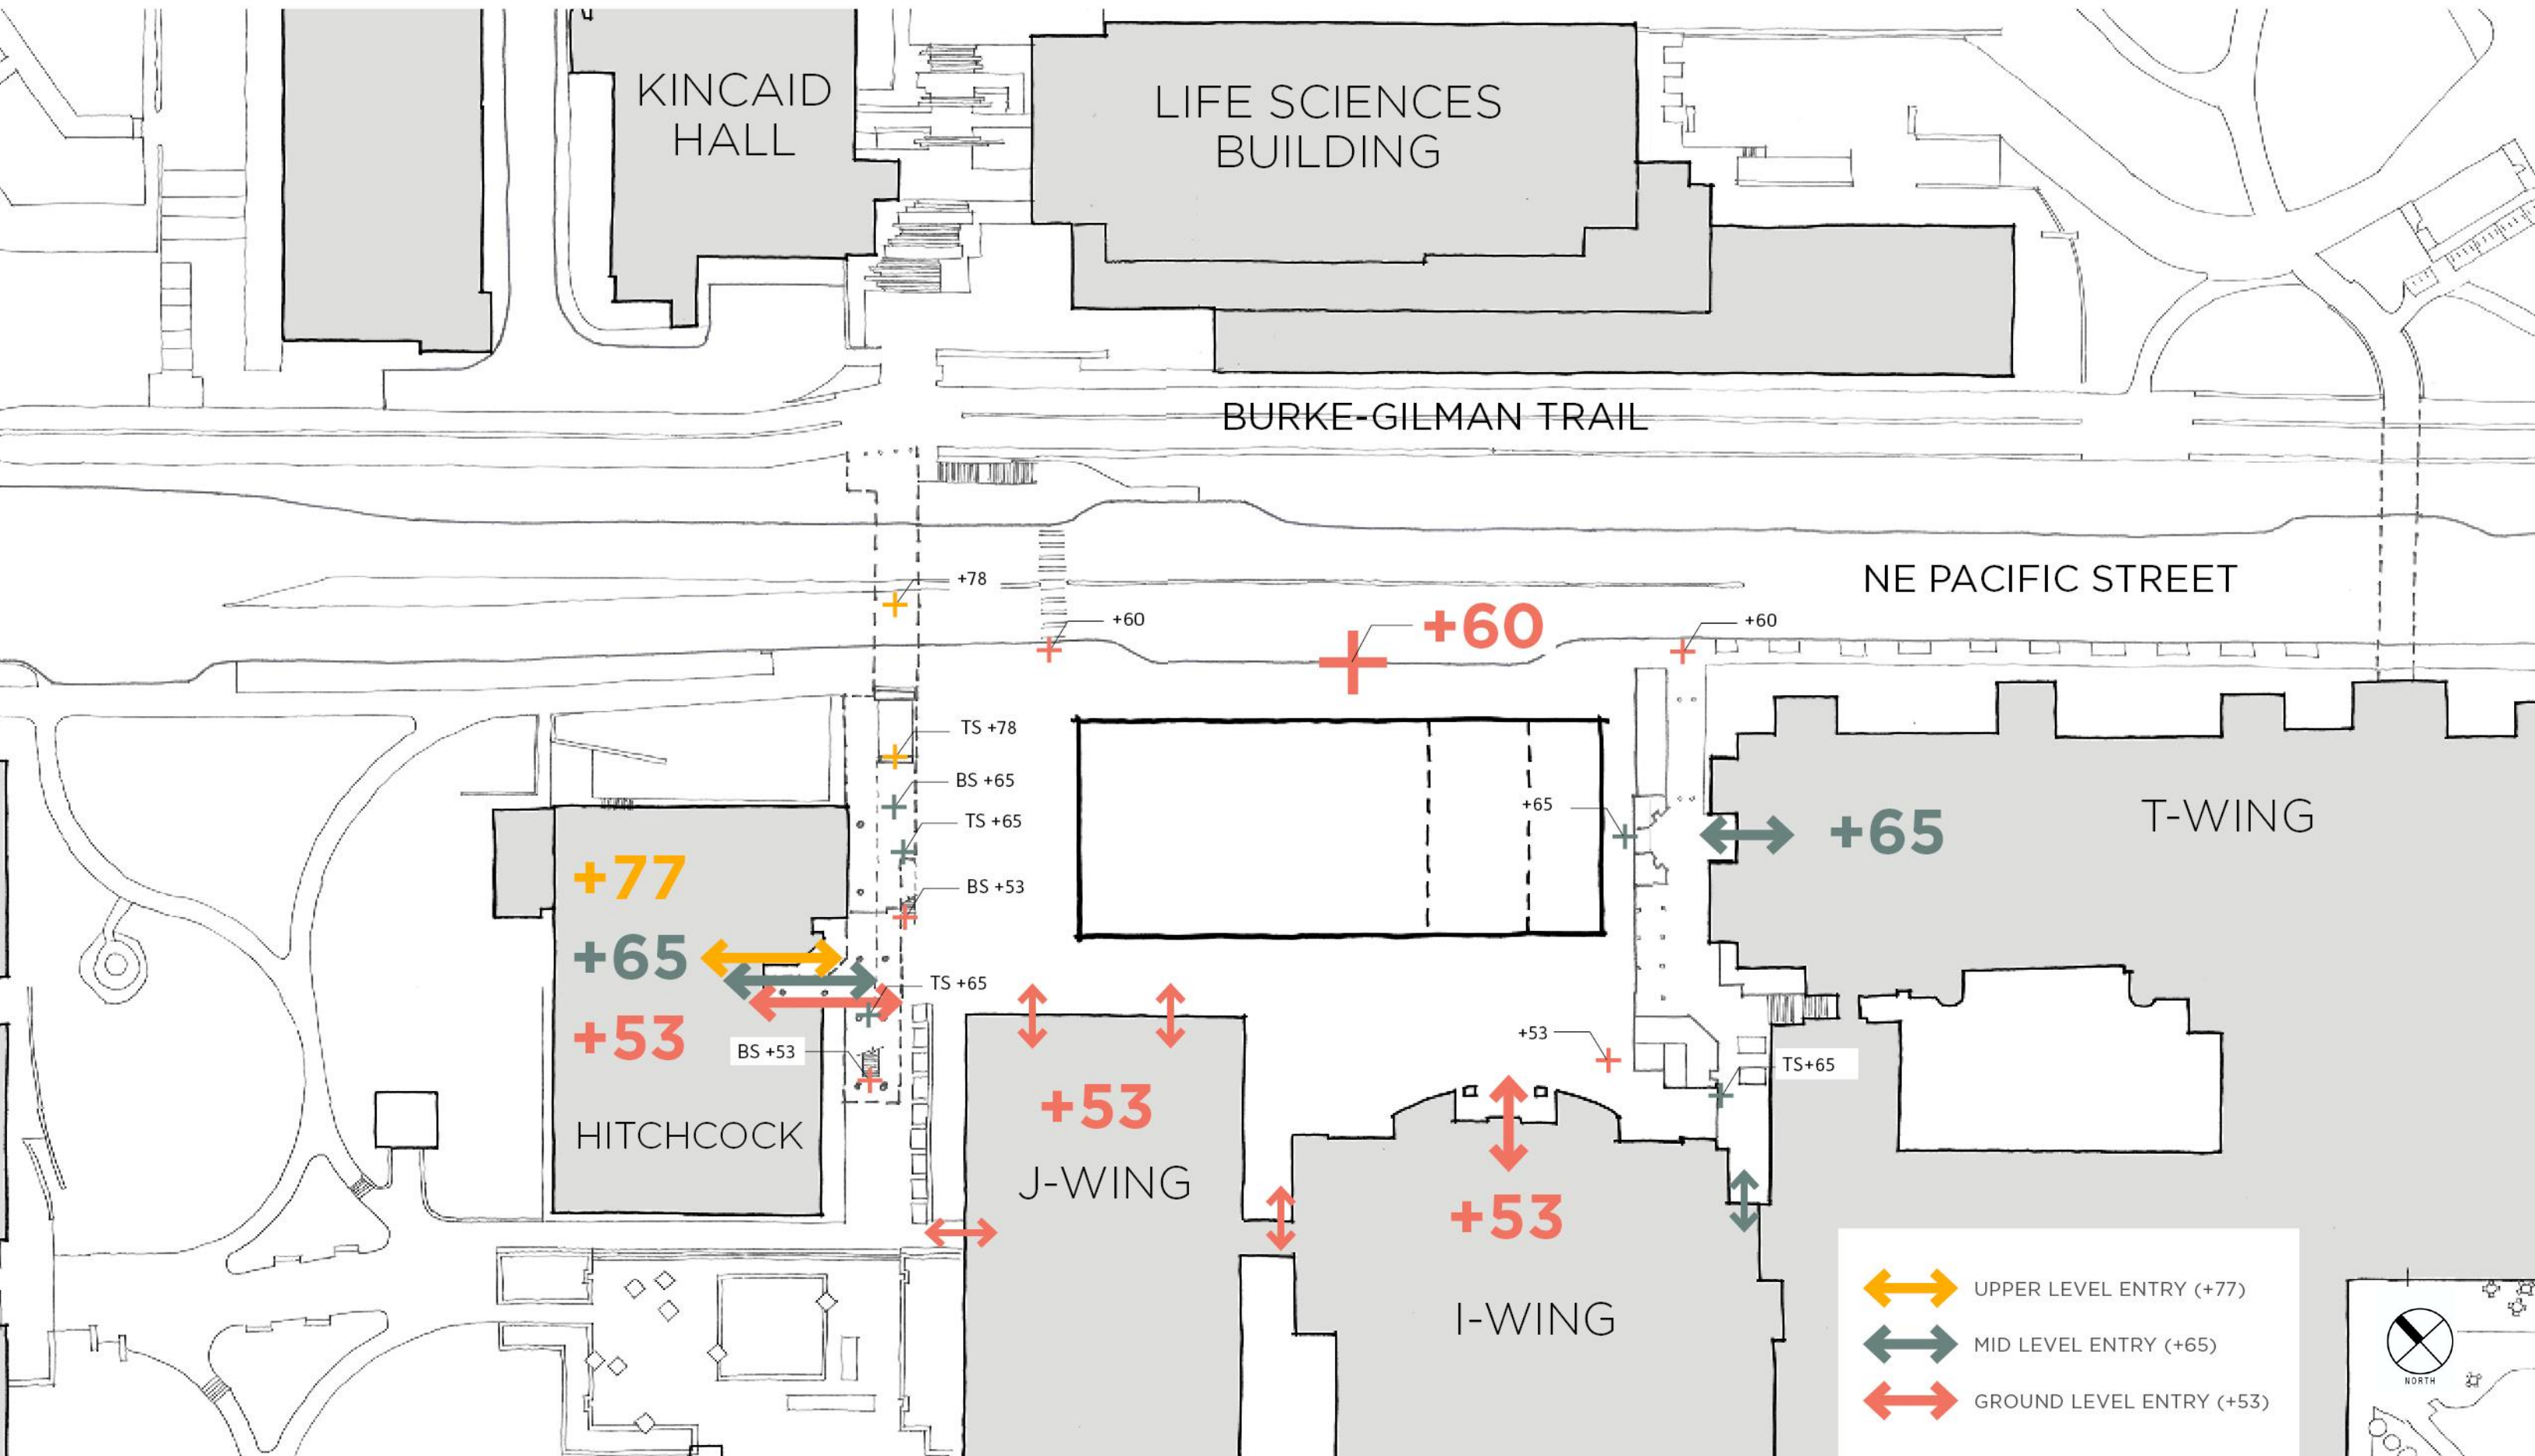 KINCAID
HALL
LIFE SCIENCES
BUILDING
BURKE-GILMAN TRAIL
NE PACIFIC STREET
+78
+60
+60
+60
TS +78
BS +65
TS +65
BS +53
+65
+65
T-WING
+77
+65
+53
TS +65
BS +53
HITCHCOCK
+53
J-WING
+53
TS+65
+53
I-WING
UPPER LEVEL ENTRY (+77)
MID LEVEL ENTRY (+65)
GROUND LEVEL ENTRY (+53)
NORTH